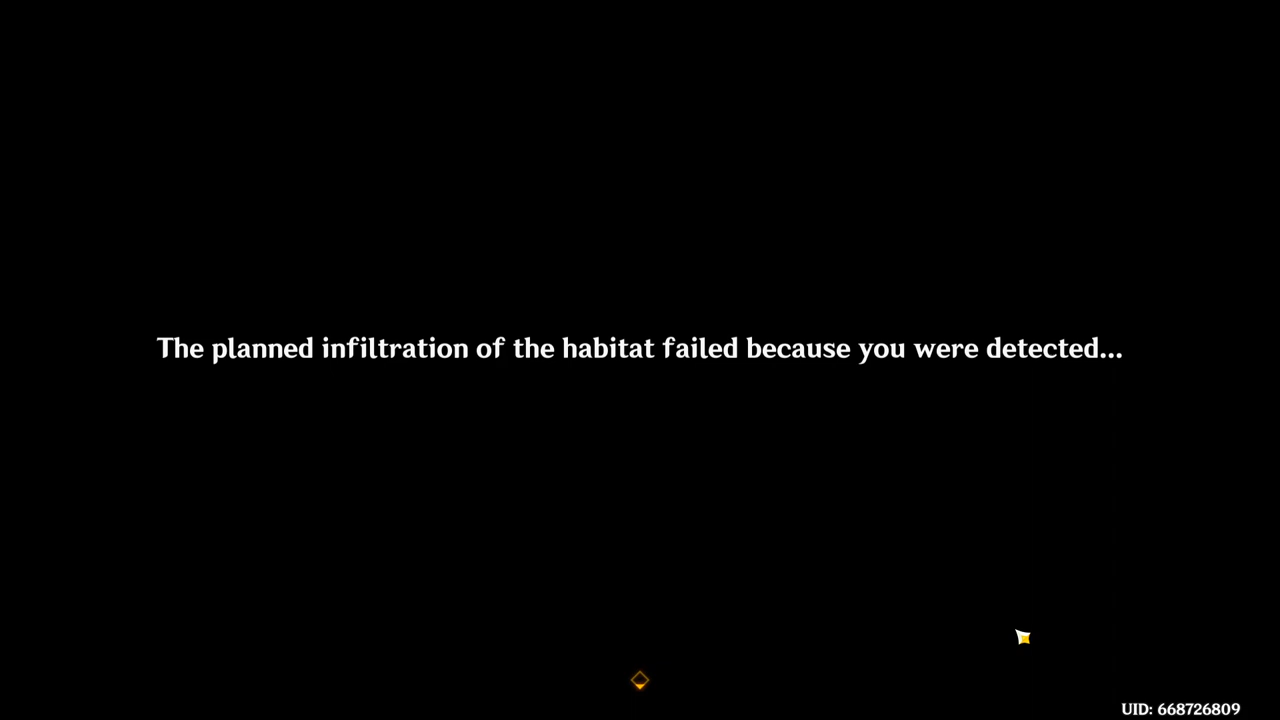 The planned infiltration of the habitat failed because you were detected...
UID: 668726809